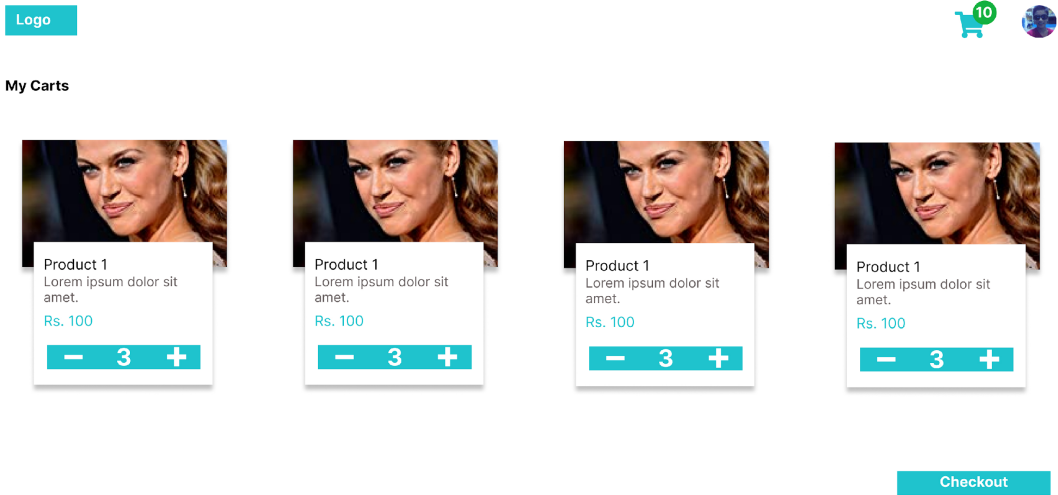 Logo
10
My Carts
Product 1
Lorem ipsum dolor sit
amet.
Rs. 100
− 3 +
Product 1
Lorem ipsum dolor sit
amet.
Rs. 100
− 3 +
Product 1
Lorem ipsum dolor sit
amet.
Rs. 100
− 3 +
Product 1
Lorem ipsum dolor sit
amet.
Rs. 100
− 3 +
Checkout